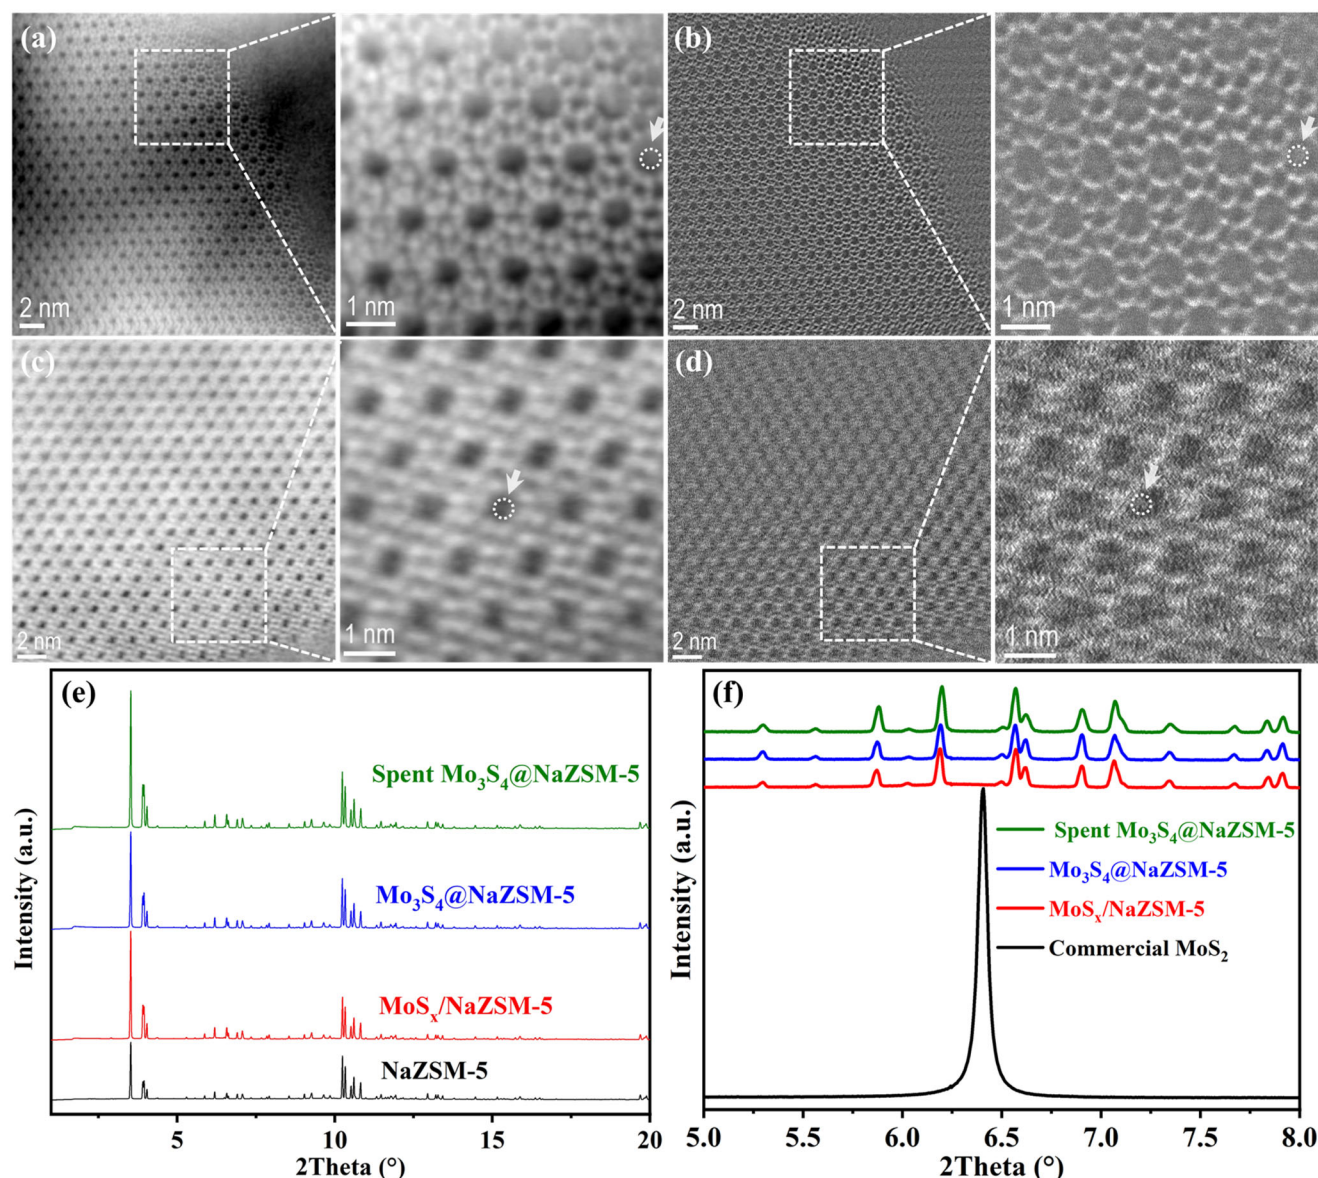 (a)
2 nm
1 nm
(b)
2 nm
1 nm
(c)
2 nm
1 nm
(d)
2 nm
1 nm
(e)
Spent Mo₃S₄@NaZSM-5
Mo₃S₄@NaZSM-5
MoSₓ/NaZSM-5
NaZSM-5
Intensity (a.u.)
5 10 15 20
2Theta (°)
(f)
Spent Mo₃S₄@NaZSM-5
Mo₃S₄@NaZSM-5
MoSₓ/NaZSM-5
Commercial MoS₂
Intensity (a.u.)
5.0 5.5 6.0 6.5 7.0 7.5 8.0
2Theta (°)